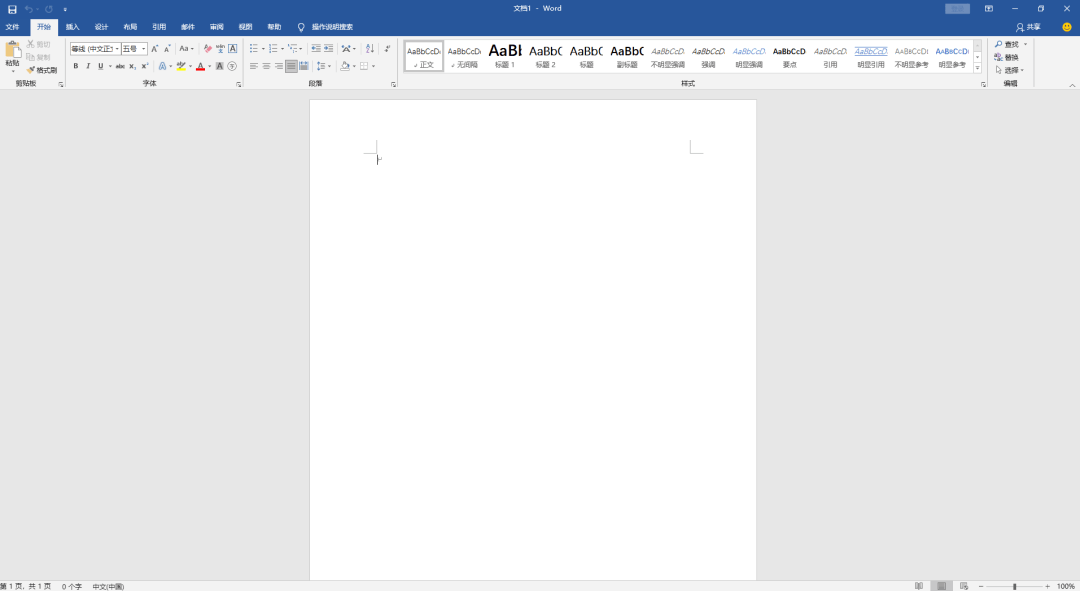 文档1 - Word
文件 开始 插入 设计 布局 引用 邮件 审阅 视图 帮助 操作说明搜索 共享
粘贴
剪切
复制
格式刷
剪贴板
等线 (中文正文 五号
Aa
B I U abc
字体
段落
AaBbCcDd AaBbCcDd AaBb AaBbC AaBbC AaBbC AaBbCcD AaBbCcD AaBbCcD AaBbCcD AaBbCcD AaBbCcD AaBbCcD AaBbCcD
正文 无间隔 标题 1 标题 2 标题 副标题 不明显强调 强调 明显强调 要点 引用 明显引用 不明显参考 明显参考
样式
查找
替换
选择
编辑
第 1 页，共 1 页 0 个字 中文(中国) 100%